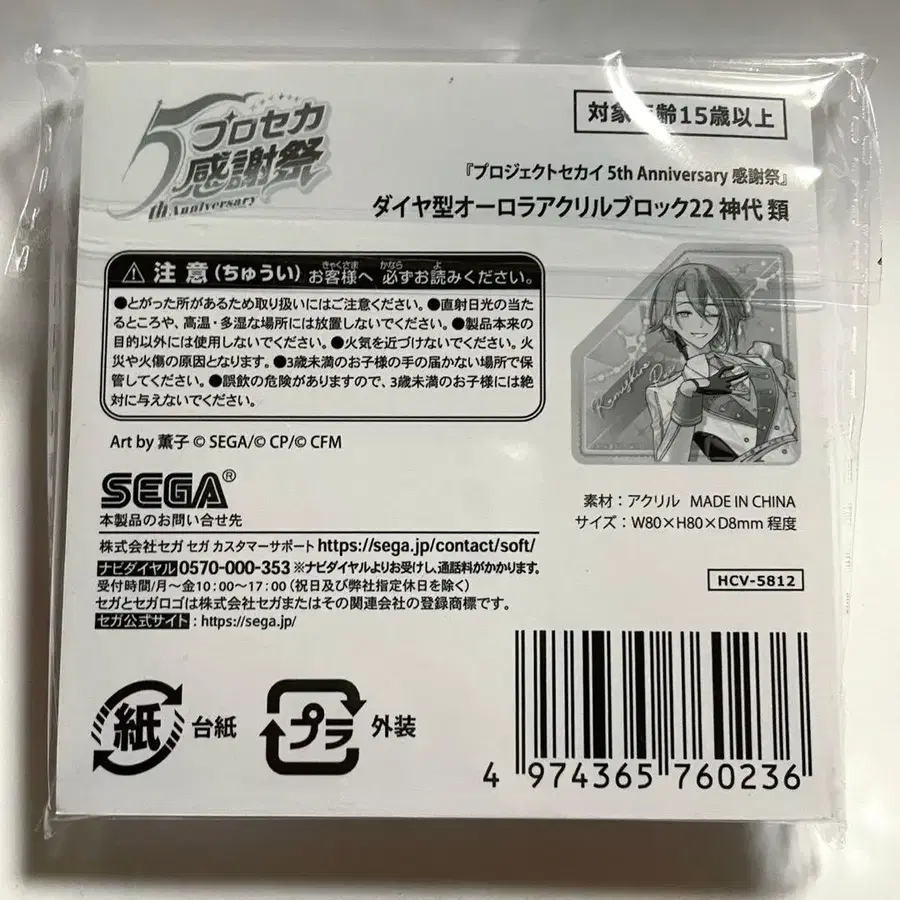 5
プロセカ
感謝祭
th Anniversary
対象年齢15歳以上
『プロジェクトセカイ 5th Anniversary 感謝祭』
ダイヤ型オーロラアクリルブロック22 神代 類
注意(ちゅうい) お客様へ 必ずお読みください。
きゃくさま かなら よ
●とがった所があるため取り扱いにはご注意ください。●直射日光の当た
るところや、高温・多湿な場所には放置しないでください。●製品本来の
目的以外には使用しないでください。●火気を近づけないでください。火
災や火傷の原因となります。●3歳未満のお子様の手の届かない場所で保
管してください。●誤飲の危険がありますので、3歳未満のお子様には絶
対に与えないでください。
Art by 薫子 © SEGA/© CP/© CFM
SEGA®
本製品のお問い合せ先
株式会社セガ セガ カスタマーサポート https://sega.jp/contact/soft/
ナビダイヤル 0570-000-353 ※ナビダイヤルよりお受けし、通話料がかかります。
受付時間/月〜金10:00〜17:00(祝日及び弊社指定休日を除く)
セガとセガロゴは株式会社セガまたはその関連会社の登録商標です。
セガ公式サイト:https://sega.jp/
素材:アクリル MADE IN CHINA
サイズ:W80×H80×D8mm 程度
HCV-5812
紙 台紙
プラ 外装
4 974365 760236